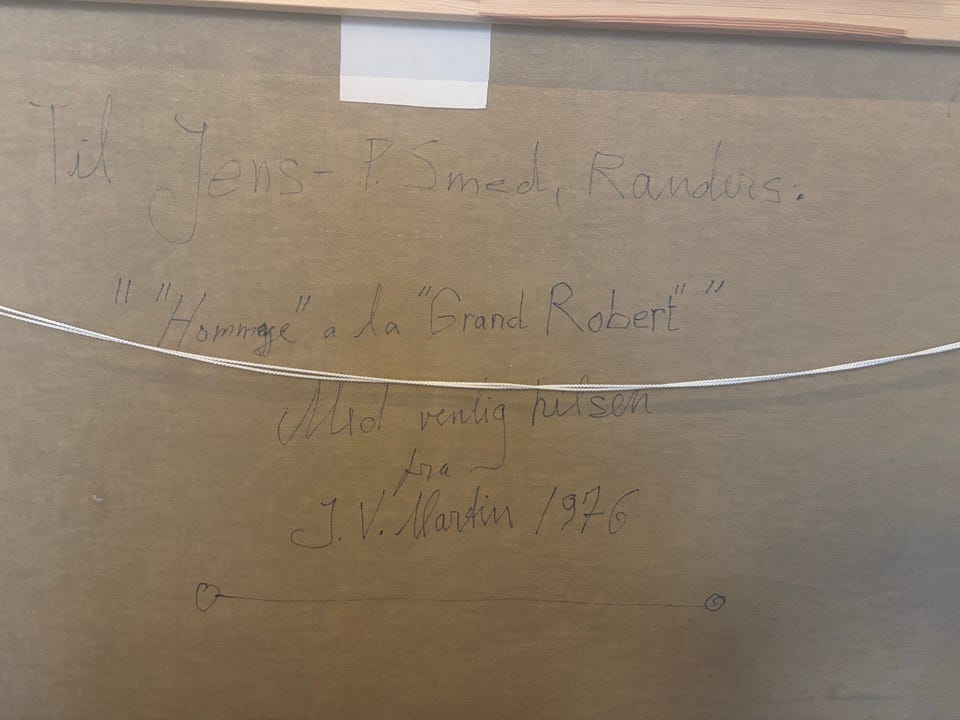 Til Jens- P. Smed, Randers.
" "Hommage" a la "Grand Robert" "
Med venlig hilsen
fra
J. V. Martin 1976